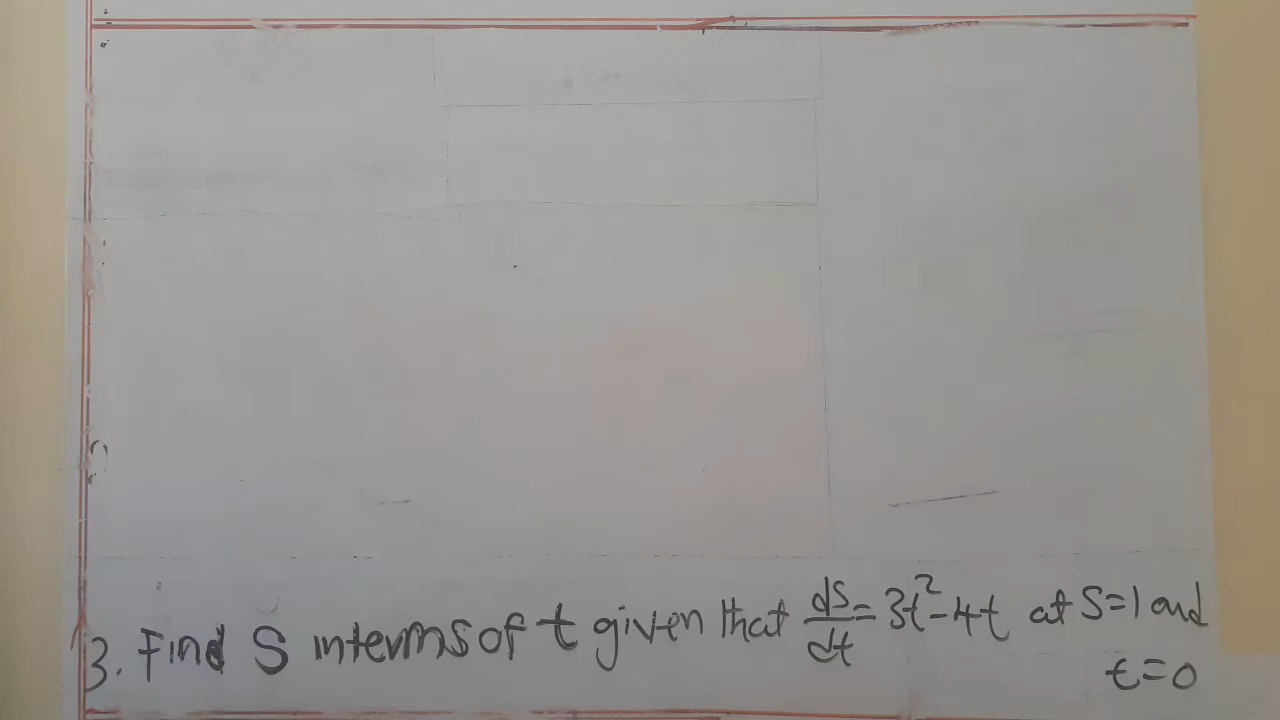 3. Find S interms of t given that dS/dt = 3t² - 4t at S=1 and
t=0